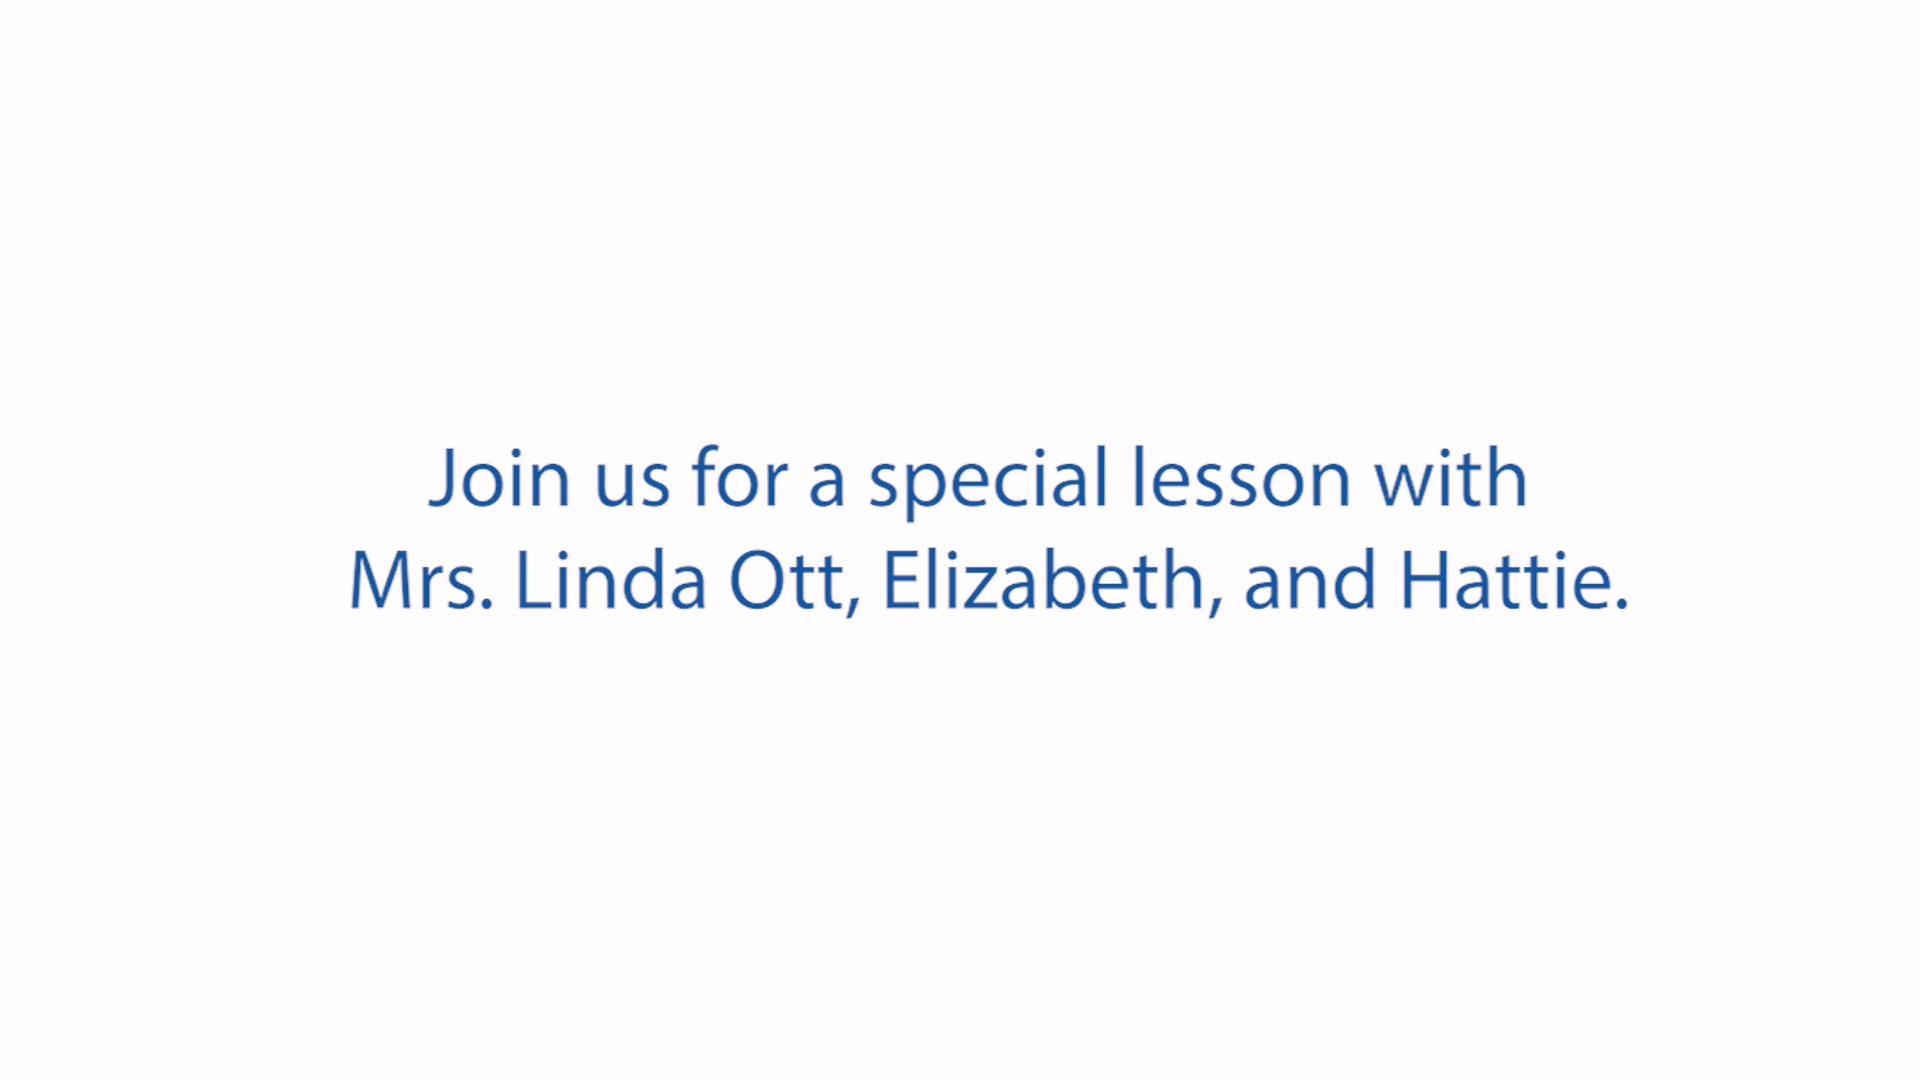 Join us for a special lesson with
Mrs. Linda Ott, Elizabeth, and Hattie.